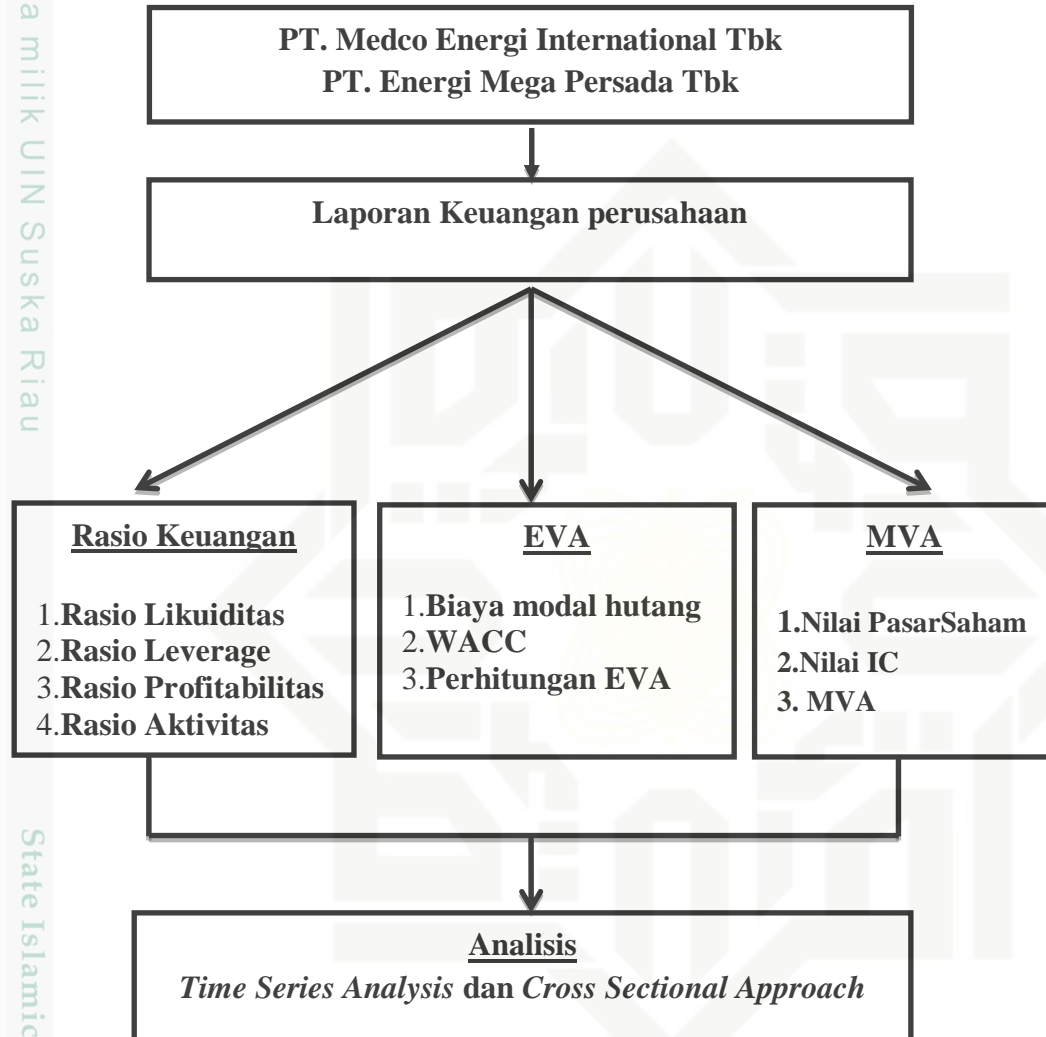 PT. Medco Energi International Tbk
PT. Energi Mega Persada Tbk
Laporan Keuangan perusahaan
Rasio Keuangan
1.Rasio Likuiditas
2.Rasio Leverage
3.Rasio Profitabilitas
4.Rasio Aktivitas
EVA
1.Biaya modal hutang
2.WACC
3.Perhitungan EVA
MVA
1.Nilai PasarSaham
2.Nilai IC
3. MVA
Analisis
Time Series Analysis dan Cross Sectional Approach
a milik UIN Suska Riau
State Islamic